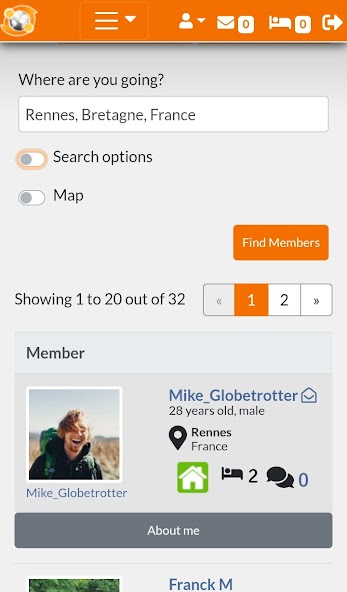 0
0
Where are you going?
Rennes, Bretagne, France
Search options
Map
Find Members
Showing 1 to 20 out of 32
« 1 2 »
Member
Mike_Globetrotter
28 years old, male
Rennes
France
2 0
Mike_Globetrotter
About me
Franck M